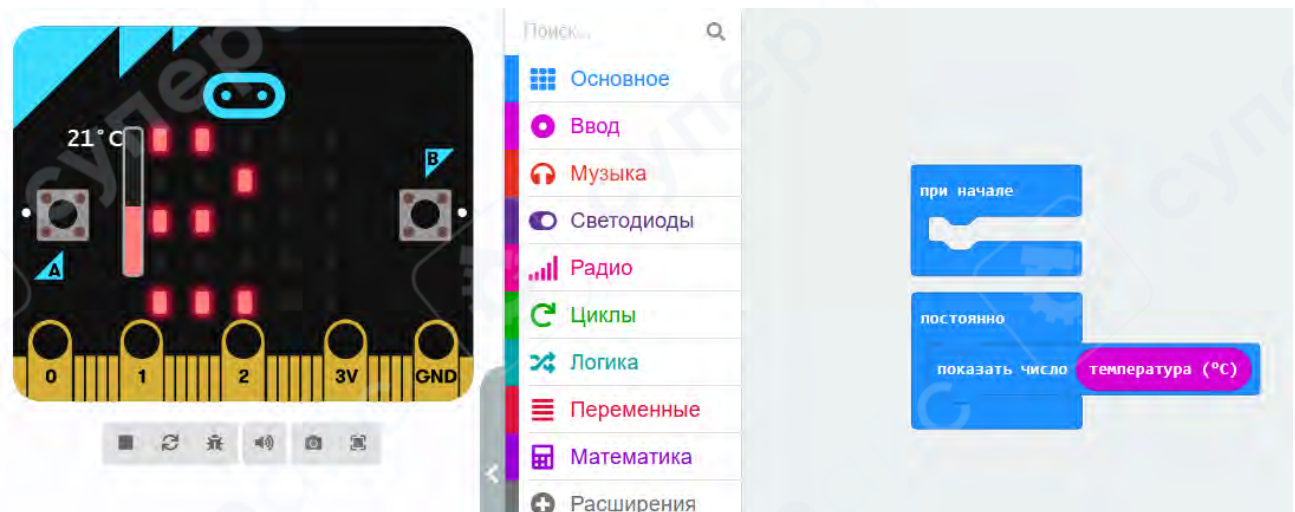 21°C
A
B
0 1 2 3V GND
Поиск...
Основное
Ввод
Музыка
Светодиоды
Радио
Циклы
Логика
Переменные
Математика
Расширения
при начале
постоянно
показать число температура (°C)